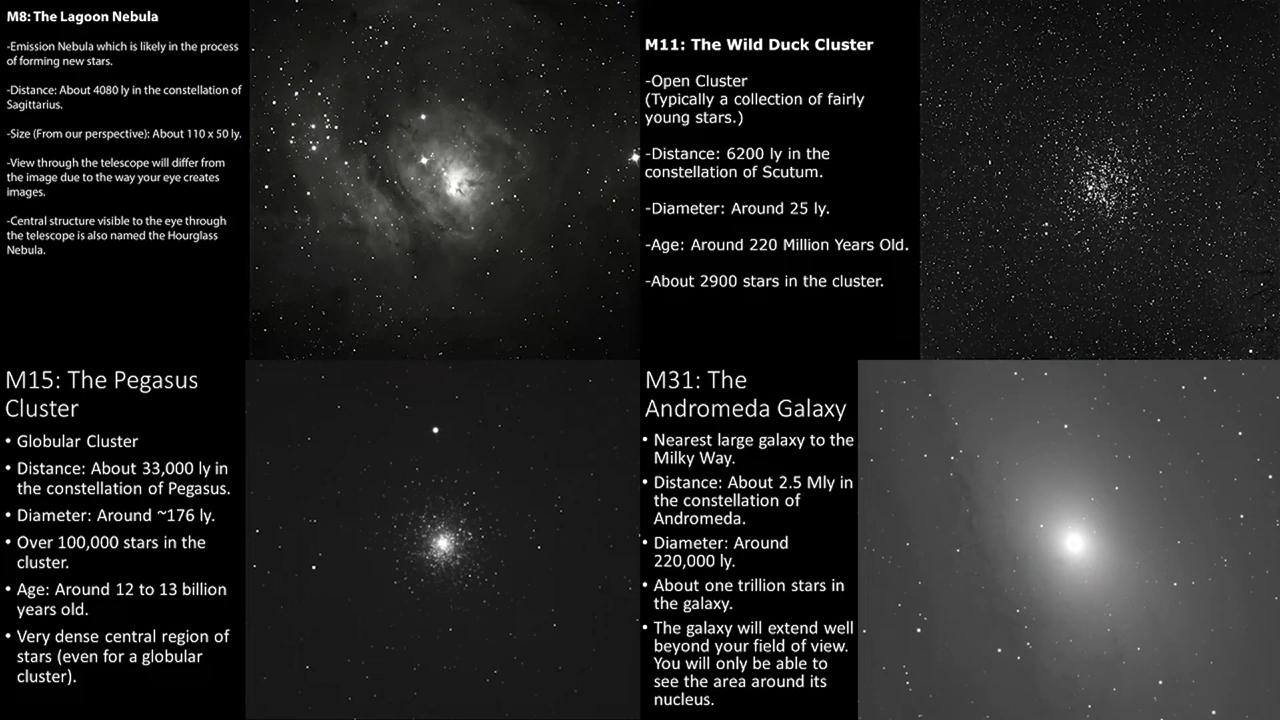 M8: The Lagoon Nebula
-Emission Nebula which is likely in the process
of forming new stars.
-Distance: About 4080 ly in the constellation of
Sagittarius.
-Size (From our perspective): About 110 x 50 ly.
-View through the telescope will differ from
the image due to the way your eye creates
images.
-Central structure visible to the eye through
the telescope is also named the Hourglass
Nebula.
M11: The Wild Duck Cluster
-Open Cluster
(Typically a collection of fairly
young stars.)
-Distance: 6200 ly in the
constellation of Scutum.
-Diameter: Around 25 ly.
-Age: Around 220 Million Years Old.
-About 2900 stars in the cluster.
M15: The Pegasus
Cluster
• Globular Cluster
• Distance: About 33,000 ly in
the constellation of Pegasus.
• Diameter: Around ~176 ly.
• Over 100,000 stars in the
cluster.
• Age: Around 12 to 13 billion
years old.
• Very dense central region of
stars (even for a globular
cluster).
M31: The
Andromeda Galaxy
• Nearest large galaxy to the
Milky Way.
• Distance: About 2.5 Mly in
the constellation of
Andromeda.
• Diameter: Around
220,000 ly.
• About one trillion stars in
the galaxy.
• The galaxy will extend well
beyond your field of view.
You will only be able to
see the area around its
nucleus.